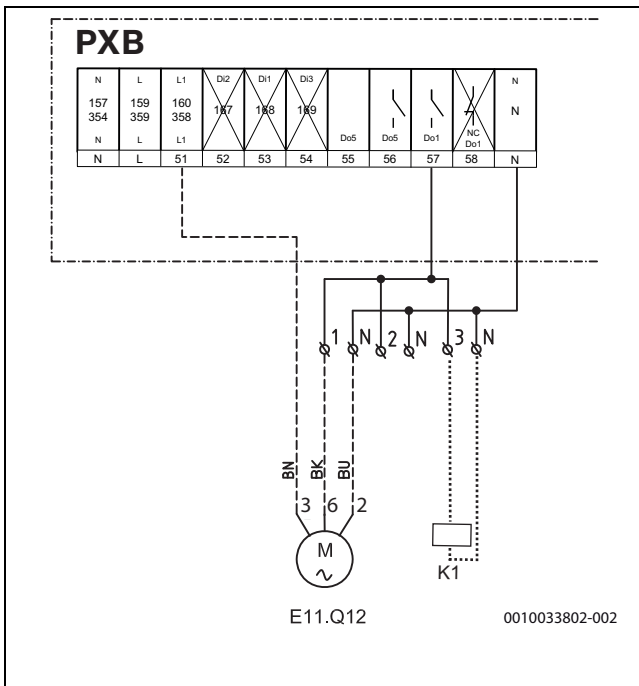 PXB
N L L1 Di2 Di1 Di3 N
157 159 160 167 168 169 N
354 359 358
N L L1 Do5 Do5 Do1 NC
Do1
N L 51 52 53 54 55 56 57 58 N
1 N 2 N 3 N
BN BK BU
3 6 2
M
K1
E11.Q12
0010033802-002